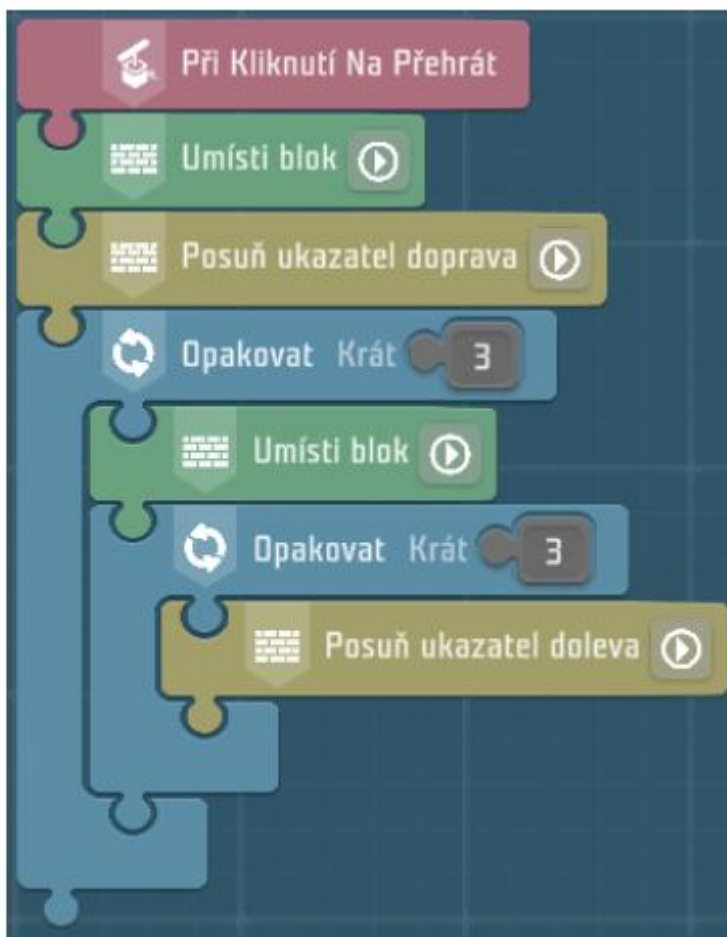 Při Kliknutí Na Přehrát
Umísti blok
Posuň ukazatel doprava
Opakovat Krát 3
Umísti blok
Opakovat Krát 3
Posuň ukazatel doleva